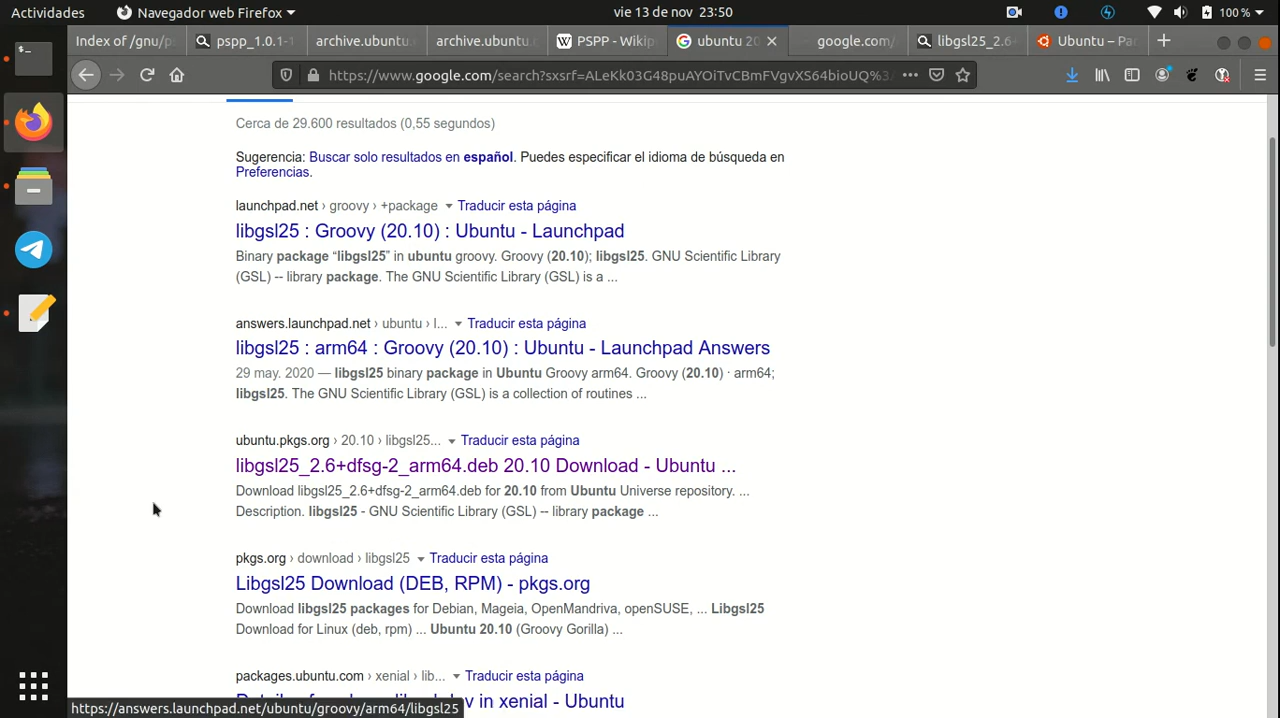 Actividades
Navegador web Firefox
vie 13 de nov 23:50
100 %
Index of /gnu/ps
pspp_1.0.1-1
archive.ubuntu.
archive.ubuntu.c
PSPP - Wikip
ubuntu 20
google.com/
libgsl25_2.6+
Ubuntu – Pac
https://www.google.com/search?sxsrf=ALeKk03G48puAYOiTvCBmFVgvXS64bioUQ%3
Cerca de 29.600 resultados (0,55 segundos)
Sugerencia: Buscar solo resultados en español. Puedes especificar el idioma de búsqueda en
Preferencias.
launchpad.net › groovy › +package Traducir esta página
libgsl25 : Groovy (20.10) : Ubuntu - Launchpad
Binary package “libgsl25” in ubuntu groovy. Groovy (20.10); libgsl25. GNU Scientific Library
(GSL) -- library package. The GNU Scientific Library (GSL) is a ...
answers.launchpad.net › ubuntu › l... Traducir esta página
libgsl25 : arm64 : Groovy (20.10) : Ubuntu - Launchpad Answers
29 may. 2020 — libgsl25 binary package in Ubuntu Groovy arm64. Groovy (20.10) · arm64;
libgsl25. The GNU Scientific Library (GSL) is a collection of routines ...
ubuntu.pkgs.org › 20.10 › libgsl25... Traducir esta página
libgsl25_2.6+dfsg-2_arm64.deb 20.10 Download - Ubuntu ...
Download libgsl25_2.6+dfsg-2_arm64.deb for 20.10 from Ubuntu Universe repository. ...
Description. libgsl25 - GNU Scientific Library (GSL) -- library package ...
pkgs.org › download › libgsl25 Traducir esta página
Libgsl25 Download (DEB, RPM) - pkgs.org
Download libgsl25 packages for Debian, Mageia, OpenMandriva, openSUSE, ... Libgsl25
Download for Linux (deb, rpm) ... Ubuntu 20.10 (Groovy Gorilla) ...
packages.ubuntu.com › xenial › lib... Traducir esta página
v in xenial - Ubuntu
https://answers.launchpad.net/ubuntu/groovy/arm64/libgsl25